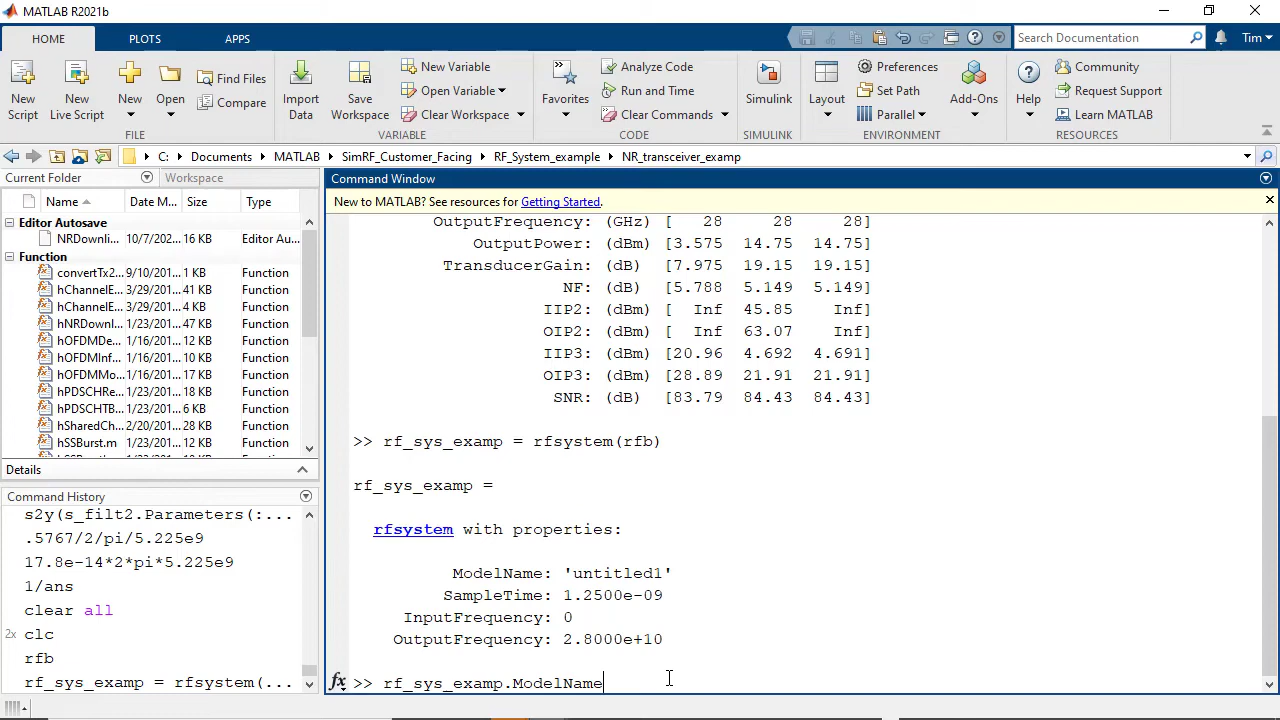 MATLAB R2021b
HOME PLOTS APPS
Search Documentation
Tim
New Script
New Live Script
New
Open
Find Files
Compare
FILE
Import Data
Save Workspace
New Variable
Open Variable
Clear Workspace
VARIABLE
Favorites
Analyze Code
Run and Time
Clear Commands
CODE
Simulink
SIMULINK
Layout
Preferences
Set Path
Parallel
Add-Ons
ENVIRONMENT
Help
Community
Request Support
Learn MATLAB
RESOURCES
C: Documents MATLAB SimRF_Customer_Facing RF_System_example NR_transceiver_examp
Current Folder
Workspace
Name Date M... Size Type
Editor Autosave
NRDownli... 10/7/202... 16 KB Editor Au...
Function
convertTx2... 9/10/201... 1 KB Function
hChannelE... 3/29/201... 41 KB Function
hChannelE... 3/29/201... 4 KB Function
hNRDownl... 1/23/201... 47 KB Function
hOFDMDe... 1/16/201... 12 KB Function
hOFDMInf... 1/16/201... 10 KB Function
hOFDMMo... 1/16/201... 17 KB Function
hPDSCHRe... 1/23/201... 18 KB Function
hPDSCHTB... 1/23/201... 6 KB Function
hSharedCh... 2/20/201... 28 KB Function
hSSBurst.m 1/23/201... 12 KB Function
Details
Command History
s2y(s_filt2.Parameters(:...
.5767/2/pi/5.225e9
17.8e-14*2*pi*5.225e9
1/ans
clear all
2x clc
rfb
rf_sys_examp = rfsystem(...
Command Window
New to MATLAB? See resources for Getting Started.
OutputFrequency: (GHz) [ 28 28 28]
OutputPower: (dBm) [3.575 14.75 14.75]
TransducerGain: (dB) [7.975 19.15 19.15]
NF: (dB) [5.788 5.149 5.149]
IIP2: (dBm) [ Inf 45.85 Inf]
OIP2: (dBm) [ Inf 63.07 Inf]
IIP3: (dBm) [20.96 4.692 4.691]
OIP3: (dBm) [28.89 21.91 21.91]
SNR: (dB) [83.79 84.43 84.43]
>> rf_sys_examp = rfsystem(rfb)
rf_sys_examp =
rfsystem with properties:
ModelName: 'untitled1'
SampleTime: 1.2500e-09
InputFrequency: 0
OutputFrequency: 2.8000e+10
fx >> rf_sys_examp.ModelName